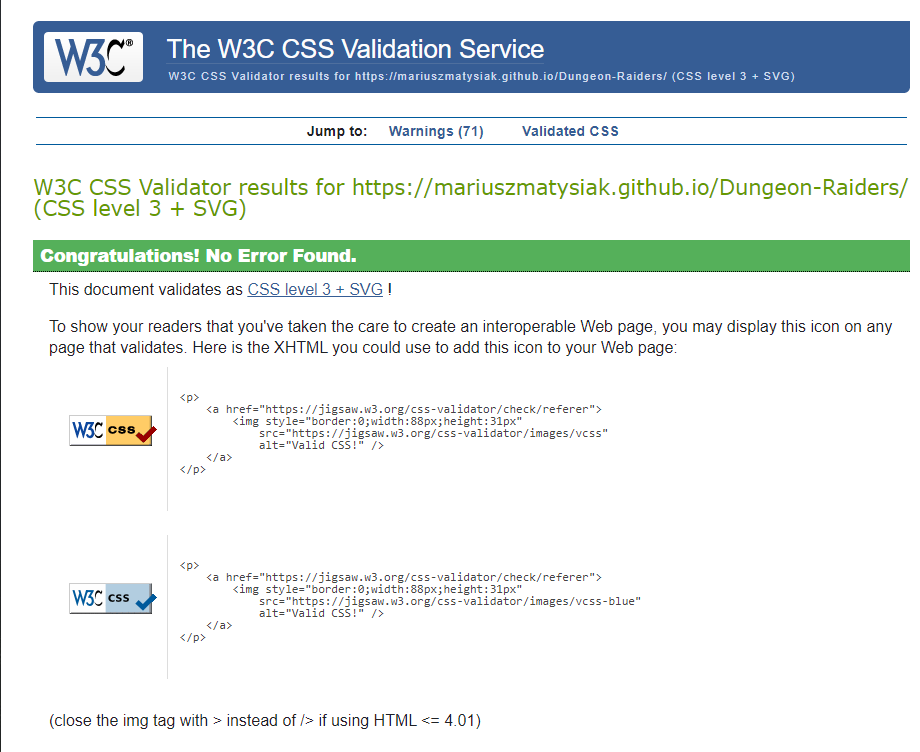 W3C®
The W3C CSS Validation Service
W3C CSS Validator results for https://mariuszmatysiak.github.io/Dungeon-Raiders/ (CSS level 3 + SVG)
Jump to: Warnings (71) Validated CSS
W3C CSS Validator results for https://mariuszmatysiak.github.io/Dungeon-Raiders/
(CSS level 3 + SVG)
Congratulations! No Error Found.
This document validates as CSS level 3 + SVG !
To show your readers that you've taken the care to create an interoperable Web page, you may display this icon on any
page that validates. Here is the XHTML you could use to add this icon to your Web page:
W3C css
<p>
<a href="https://jigsaw.w3.org/css-validator/check/referer">
<img style="border:0;width:88px;height:31px"
src="https://jigsaw.w3.org/css-validator/images/vcss"
alt="Valid CSS!" />
</a>
</p>
W3C css
<p>
<a href="https://jigsaw.w3.org/css-validator/check/referer">
<img style="border:0;width:88px;height:31px"
src="https://jigsaw.w3.org/css-validator/images/vcss-blue"
alt="Valid CSS!" />
</a>
</p>
(close the img tag with > instead of /> if using HTML <= 4.01)